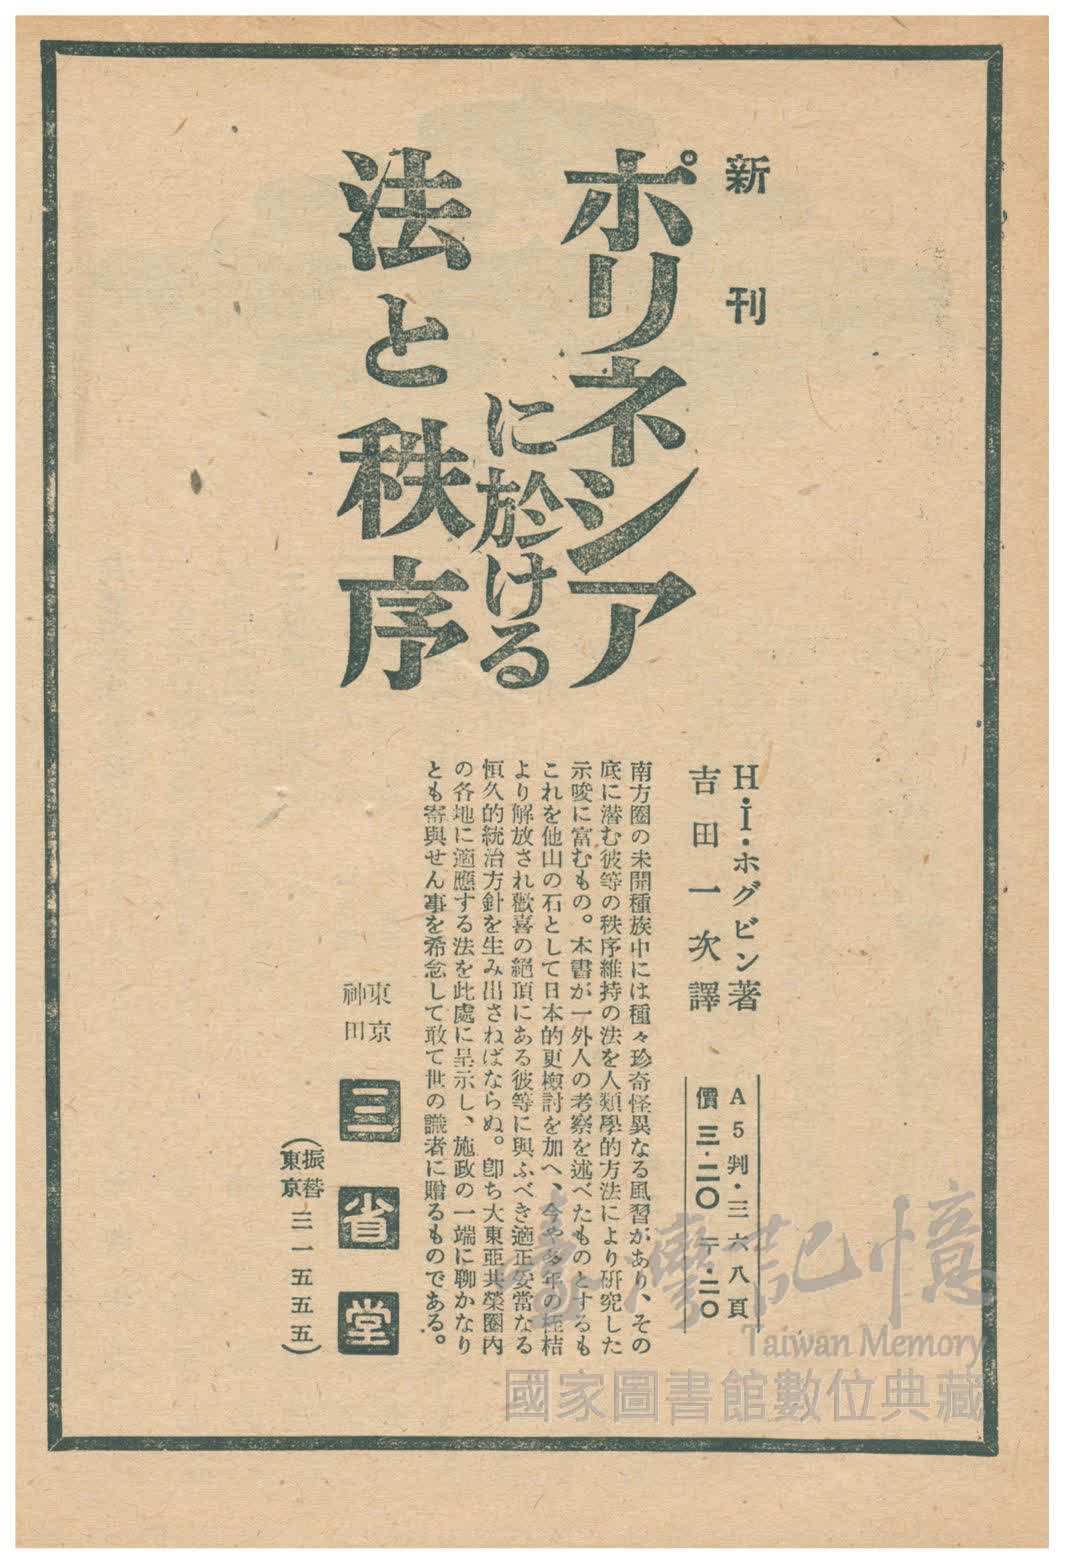 新刊
ポリネシア
に於ける
法と秩序
H・I・ホグビン著
吉田一次譯
A5判・三六八頁
價三・二〇 〒・二〇
南方圏の未開種族中には種々珍奇怪異なる風習があり、その
底に潜む彼等の秩序維持の法を人類學的方法により研究した
示唆に富むもの。本書が一外人の考察を述べたものとするも
これを他山の石として日本的更檢討を加へ、今や多年の桎梏
より解放され歡喜の絕頂にある彼等に與ふべき適正妥當なる
恒久的統治方針を生み出さねばならぬ。卽ち大東亜共榮圈内
の各地に適應する法を此處に呈示し、施政の一端に聊かなり
とも寄與せん事を希念して敢て世の識者に贈るものである。
東京
神田
三省堂
(振替
東京三一五五五)
臺灣記憶
Taiwan Memory
國家圖書館數位典藏